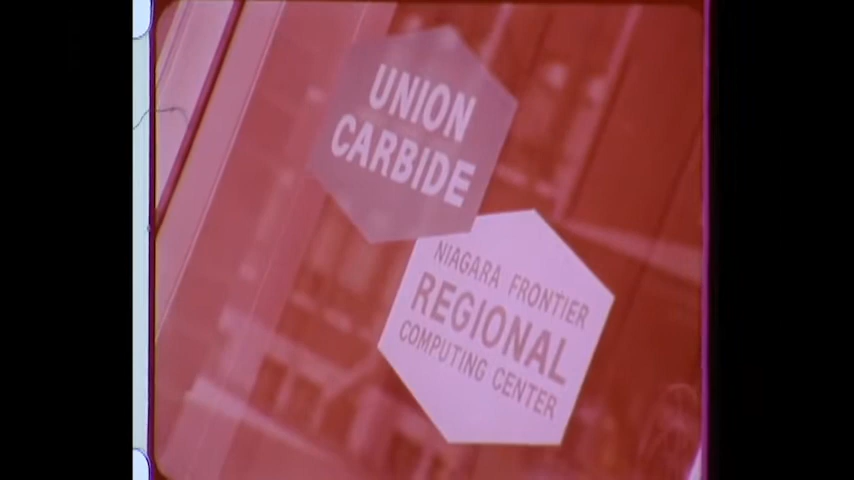 UNION
CARBIDE
NIAGARA FRONTIER
REGIONAL
COMPUTING CENTER